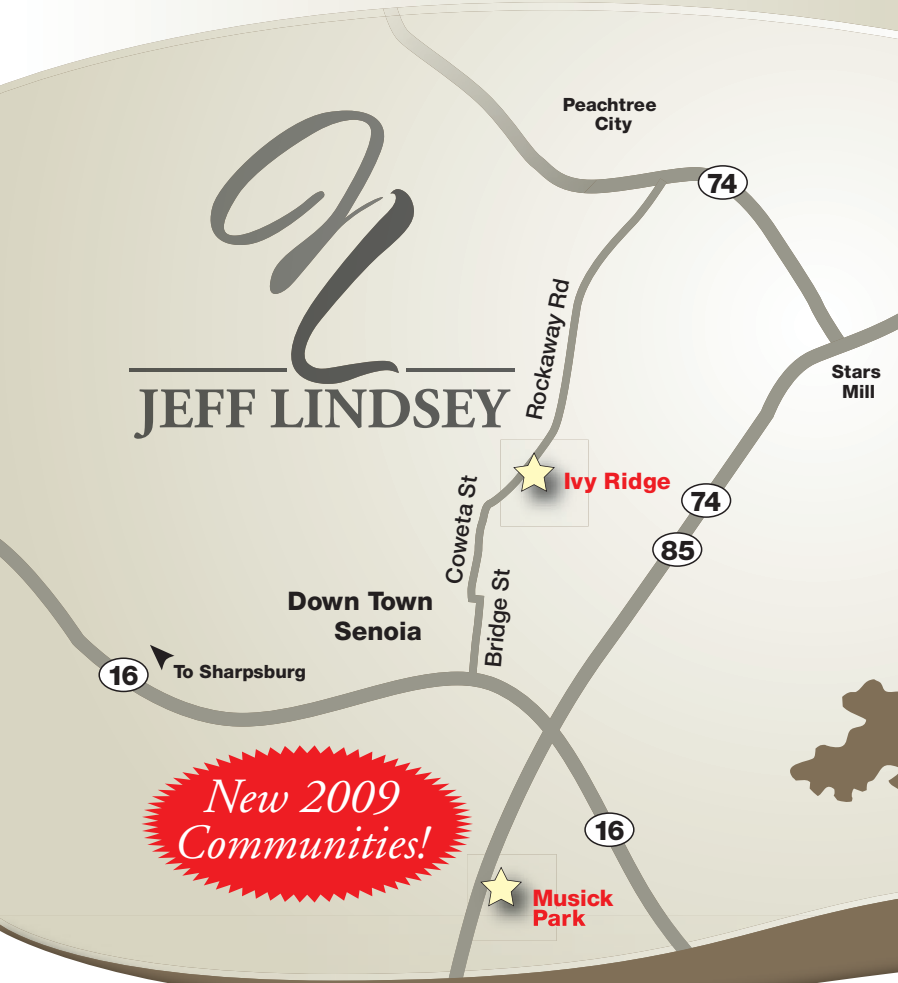 Peachtree
City
74
Rockaway Rd
JEFF LINDSEY
Stars
Mill
Ivy Ridge
74
85
Coweta St
Bridge St
Down Town
Senoia
16
To Sharpsburg
New 2009
Communities!
16
Musick
Park